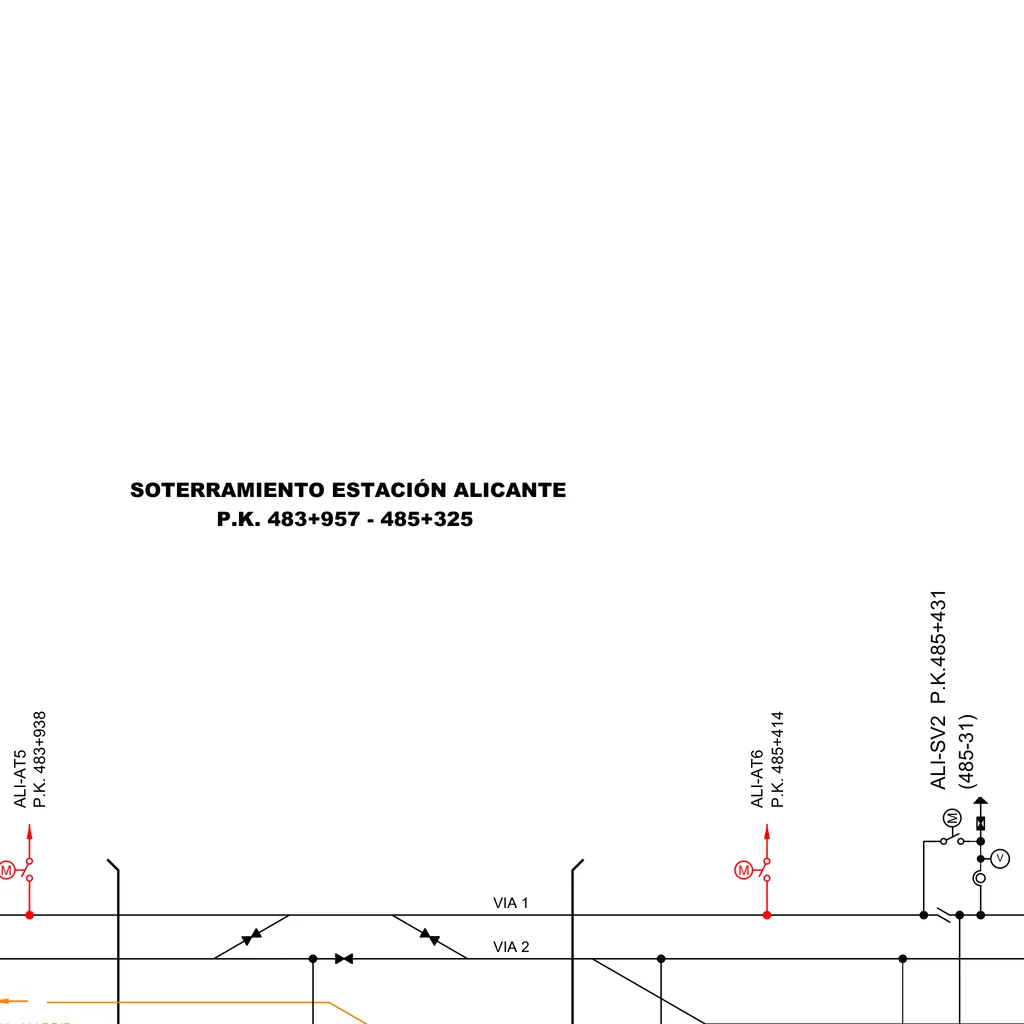 SOTERRAMIENTO ESTACIÓN ALICANTE
P.K. 483+957 - 485+325
ALI-AT5
P.K. 483+938
ALI-AT6
P.K. 485+414
ALI-SV2 P.K.485+431
(485-31)
M
M
M
V
VIA 1
VIA 2